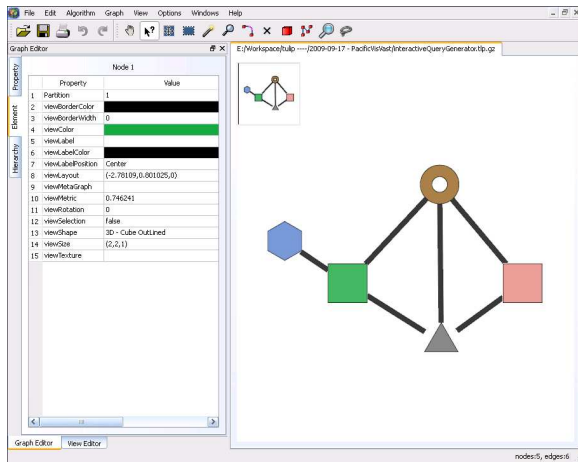 File Edit Algorithm Graph View Options Windows Help
Graph Editor
E:/Workspace/tulip ----/2009-09-17 - PacificVisVast/InteractiveQueryGenerator.tlp.gz
Property
Element
Hierarchy
Node 1
Property Value
1 Partition 1
2 viewBorderColor
3 viewBorderWidth 0
4 viewColor
5 viewLabel
6 viewLabelColor
7 viewLabelPosition Center
8 viewLayout (-2.78109,0.801025,0)
9 viewMetaGraph
10 viewMetric 0.746241
11 viewRotation 0
12 viewSelection false
13 viewShape 3D - Cube OutLined
14 viewSize (2,2,1)
15 viewTexture
Graph Editor View Editor
nodes:5, edges:6